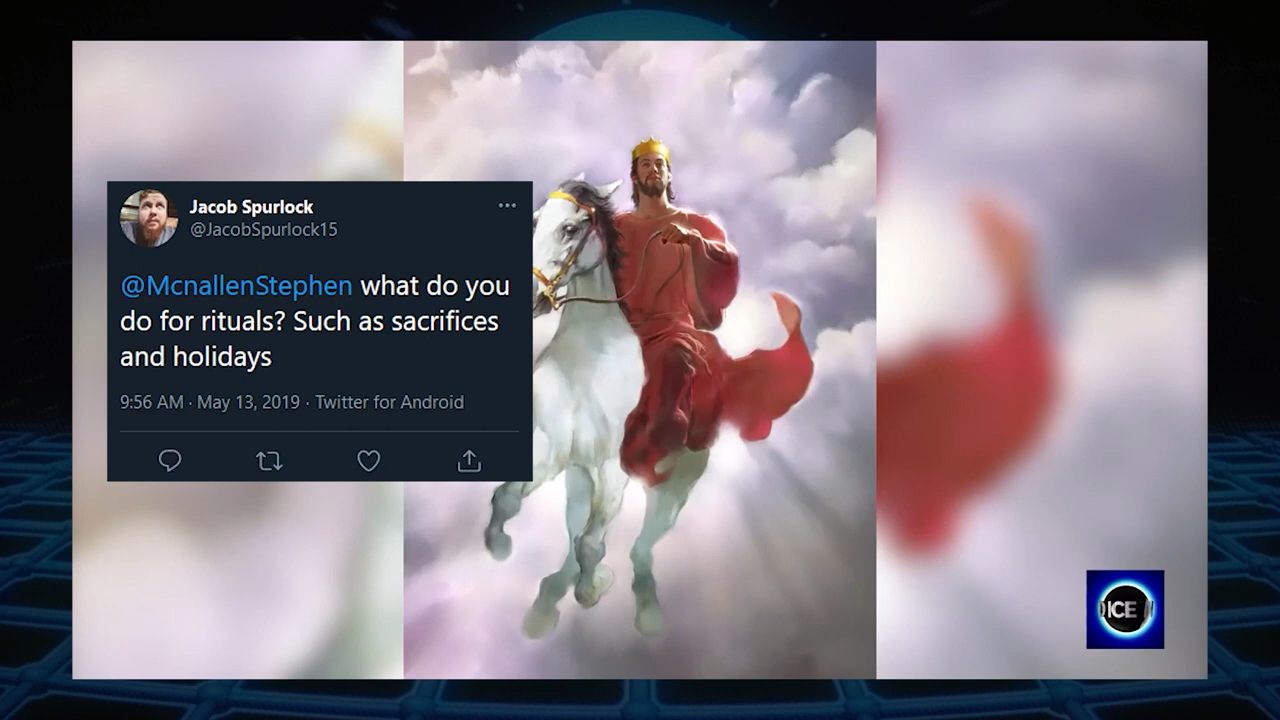 Jacob Spurlock
@JacobSpurlock15
@McnallenStephen what do you
do for rituals? Such as sacrifices
and holidays
9:56 AM · May 13, 2019 · Twitter for Android
ICE